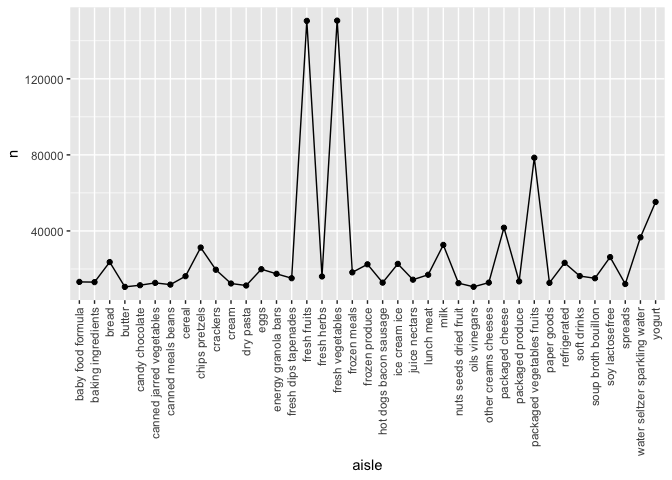 120000
80000
40000
n
baby food formula
baking ingredients
bread
butter
candy chocolate
canned jarred vegetables
canned meals beans
cereal
chips pretzels
crackers
cream
dry pasta
eggs
energy granola bars
fresh dips tapenades
fresh fruits
fresh herbs
fresh vegetables
frozen meals
frozen produce
hot dogs bacon sausage
ice cream ice
juice nectars
lunch meat
milk
nuts seeds dried fruit
oils vinegars
other creams cheeses
packaged cheese
packaged produce
packaged vegetables fruits
paper goods
refrigerated
soft drinks
soup broth bouillon
soy lactosefree
spreads
water seltzer sparkling water
yogurt
aisle